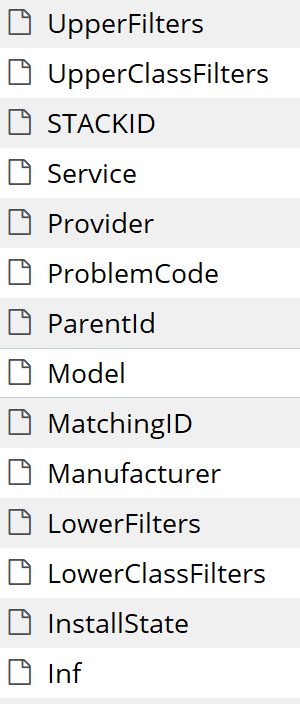 UpperFilters
UpperClassFilters
STACKID
Service
Provider
ProblemCode
ParentId
Model
MatchingID
Manufacturer
LowerFilters
LowerClassFilters
InstallState
Inf